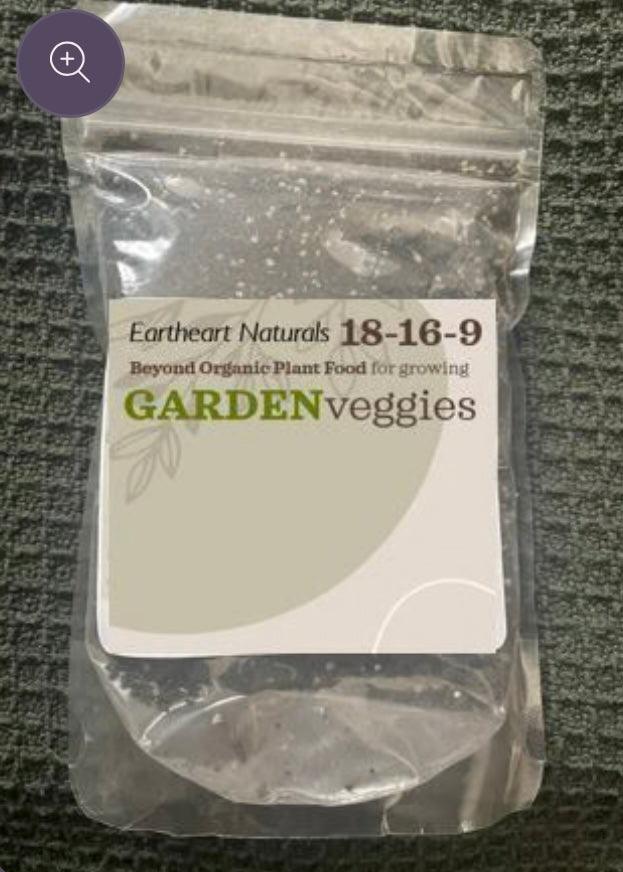 Eartheart Naturals 18-16-9
Beyond Organic Plant Food for growing
GARDENveggies